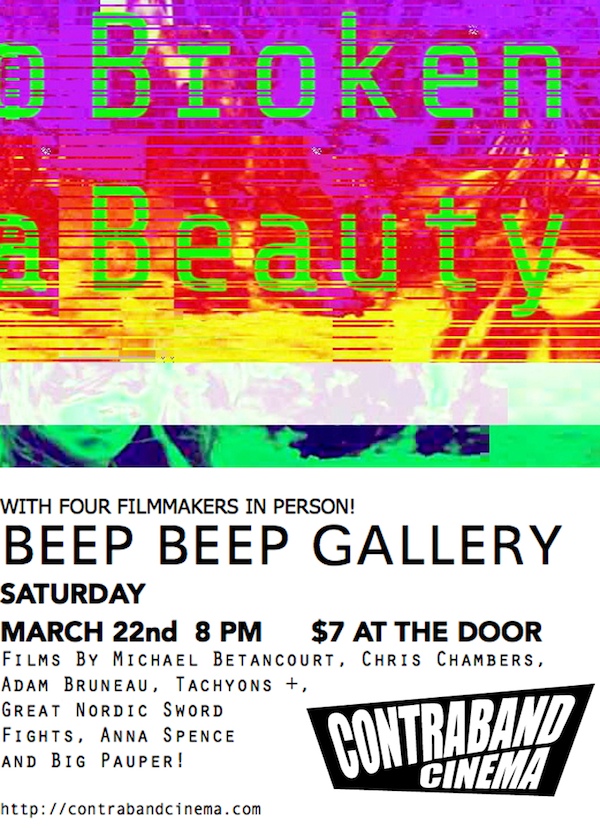 o Broken
a Beauty
WITH FOUR FILMMAKERS IN PERSON!
BEEP BEEP GALLERY
SATURDAY
MARCH 22nd 8 PM $7 AT THE DOOR
Films By Michael Betancourt, Chris Chambers,
Adam Bruneau, Tachyons +,
Great Nordic Sword
Fights, Anna Spence
and Big Pauper!
CONTRABAND
CINEMA
http://contrabandcinema.com